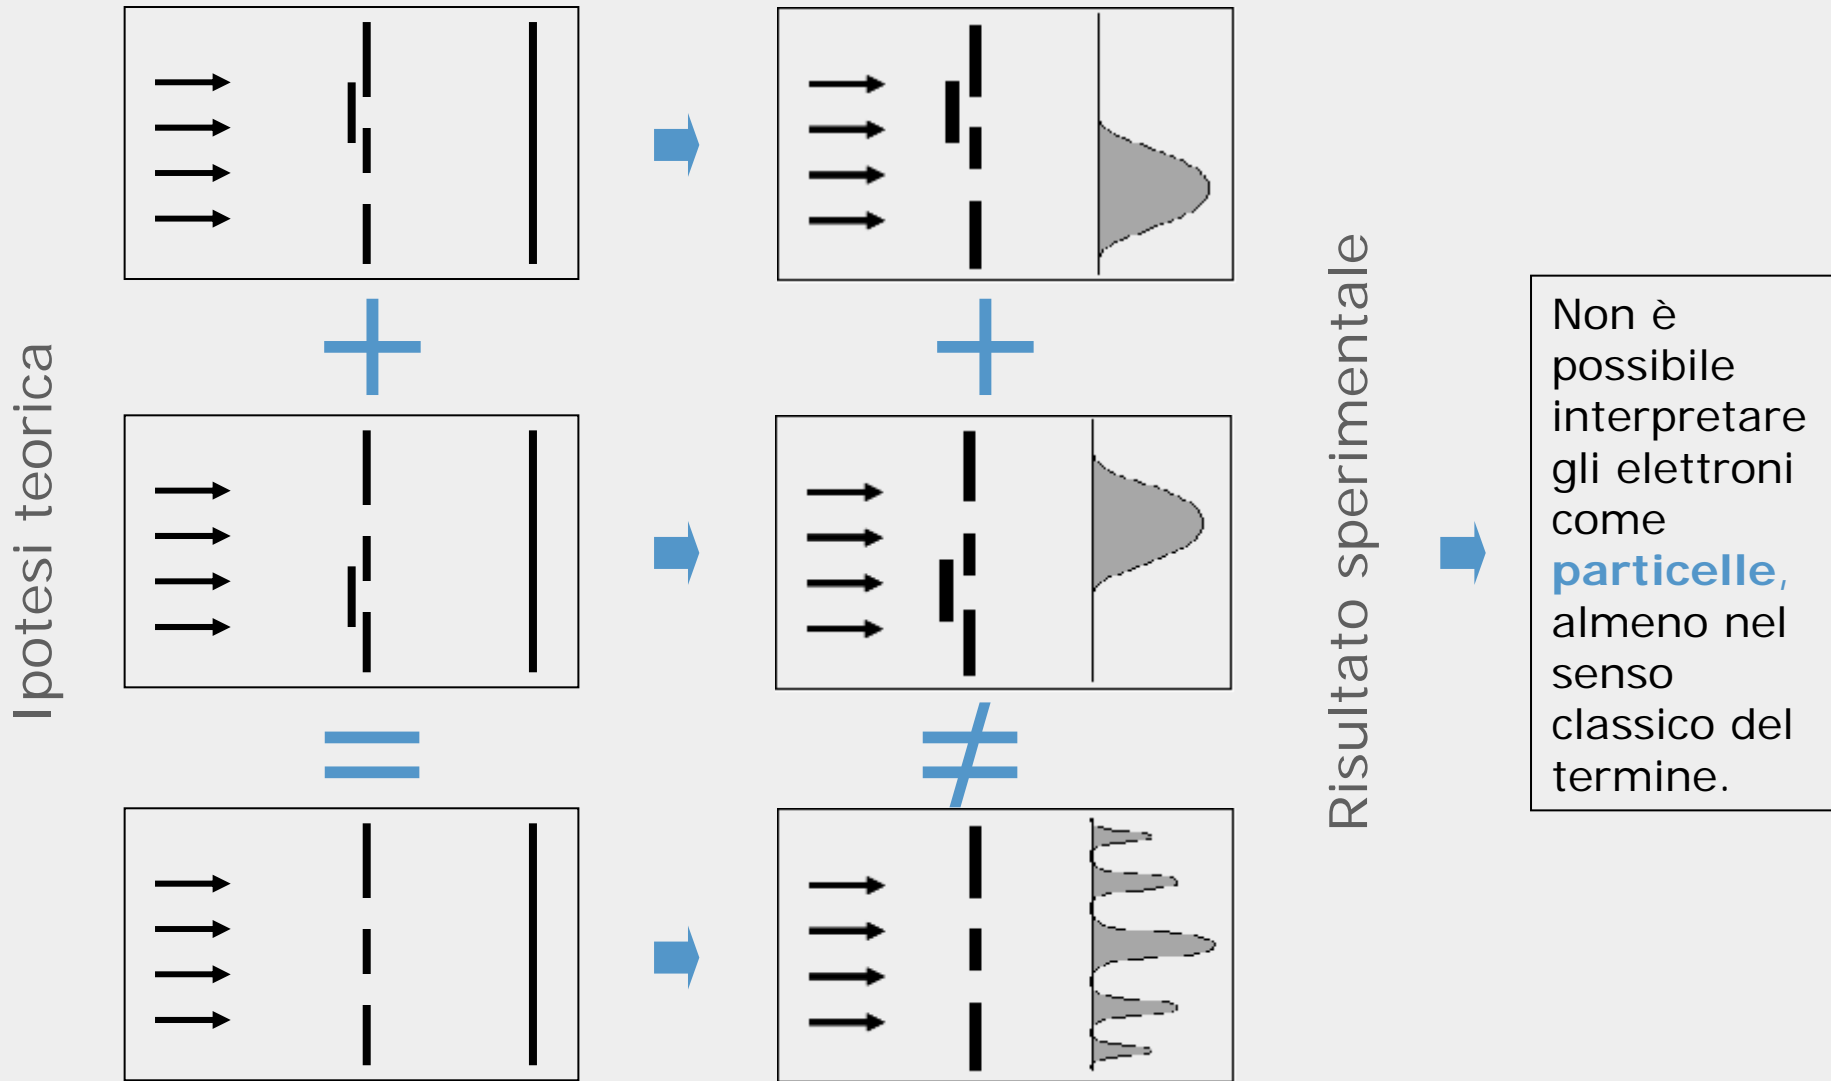 Ipotesi teorica
Risultato sperimentale
Non è
possibile
interpretare
gli elettroni
come
particelle,
almeno nel
senso
classico del
termine.